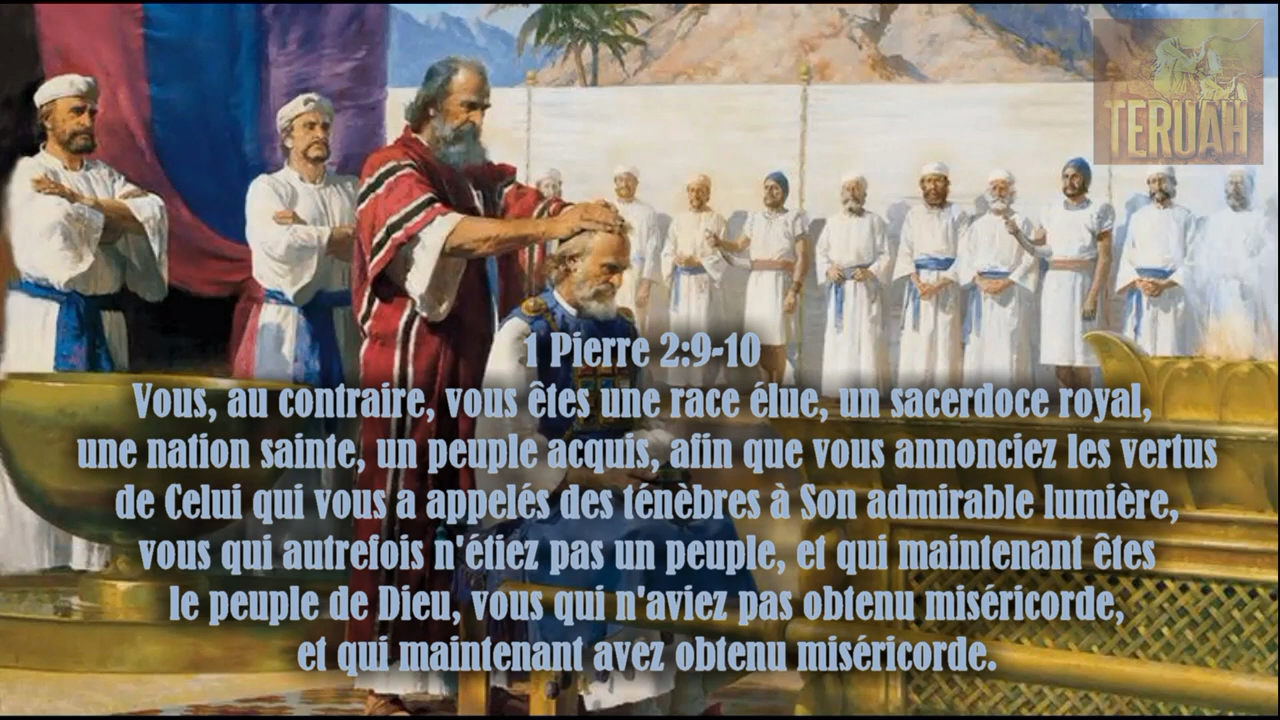 TERUAH
1 Pierre 2:9-10
Vous, au contraire, vous êtes une race élue, un sacerdoce royal,
une nation sainte, un peuple acquis, afin que vous annonciez les vertus
de Celui qui vous a appelés des ténèbres à Son admirable lumière,
vous qui autrefois n'étiez pas un peuple, et qui maintenant êtes
le peuple de Dieu, vous qui n'aviez pas obtenu miséricorde,
et qui maintenant avez obtenu miséricorde.